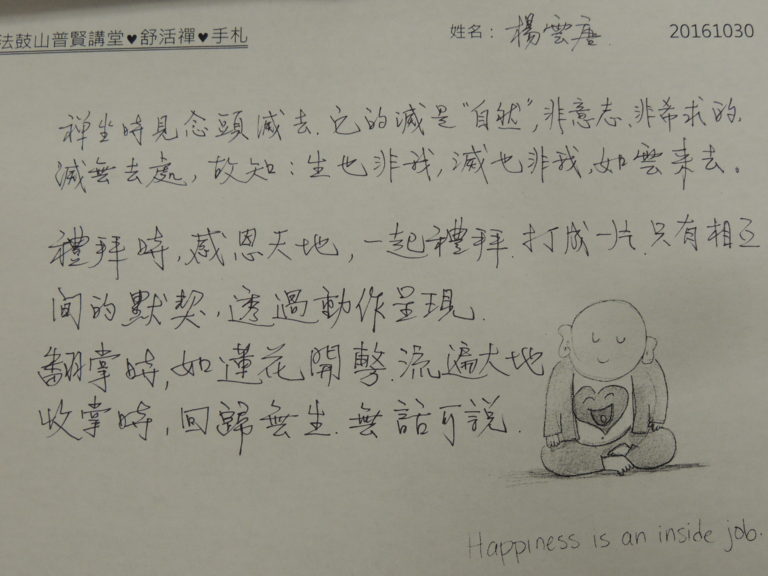 法鼓山普賢講堂♥舒活禪♥手札 姓名：楊雲唐 20161030
禅坐時見念頭滅去.它的滅是"自然",非意志、非希求的.
滅無去處，故知：生也非我,滅也非我,如雲來去。
禮拜時,感恩天地,一起禮拜.打成一片.只有相互
間的默契,透過動作呈現.
翻掌時,如蓮花開擊.流遍大地
收掌時,回歸無生.無話可說.
Happiness is an inside job.